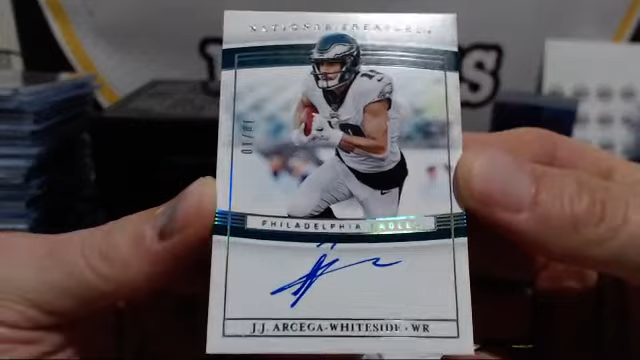 NATIONAL TREASURES
PHILADELPHIA EAGLES
J.J. ARCEGA-WHITESIDE · WR